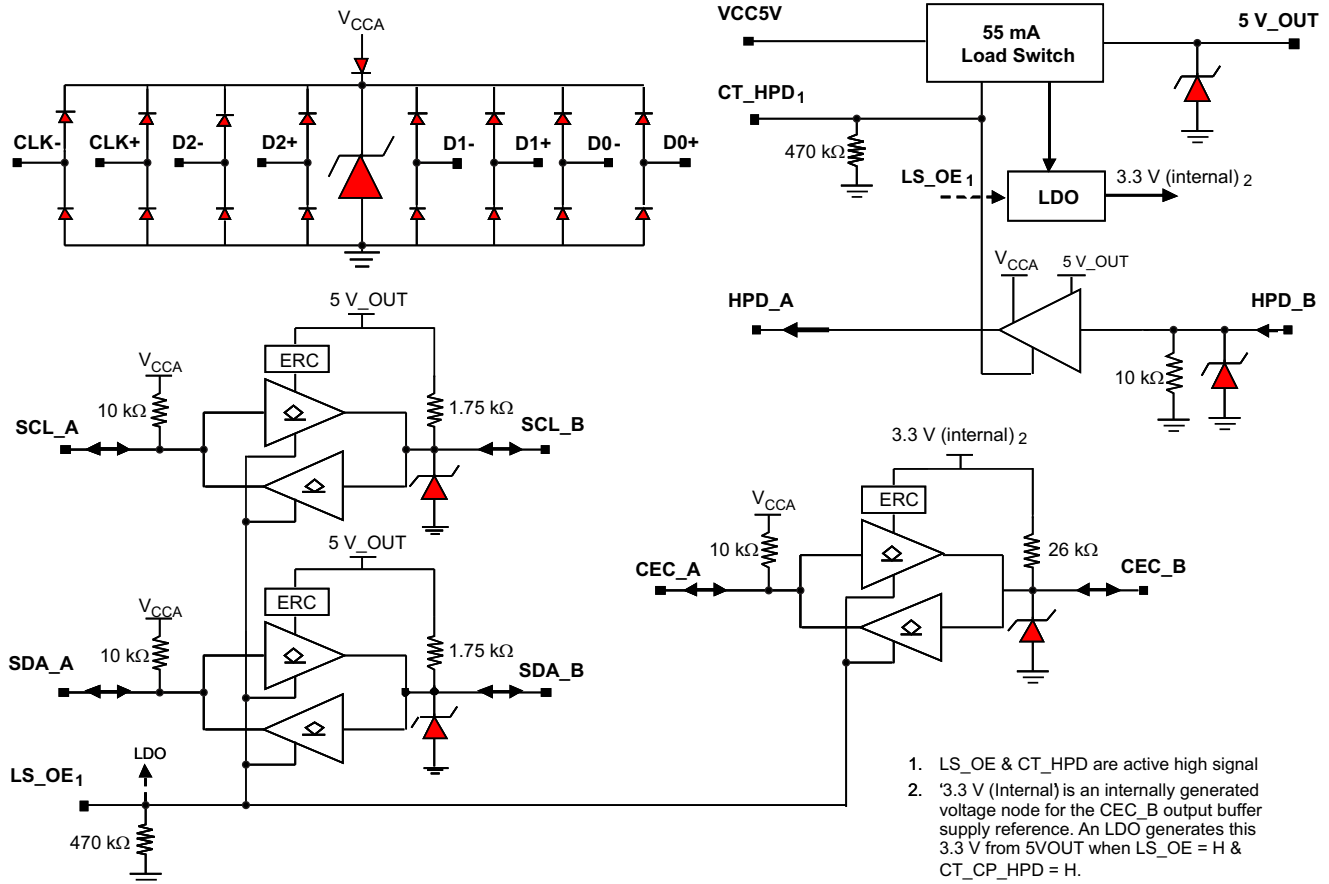 VCCA
CLK-
CLK+
D2-
D2+
D1-
D1+
D0-
D0+
VCC5V
55 mA
Load Switch
5 V_OUT
CT_HPD1
470 kΩ
LS_OE1
LDO
3.3 V (internal) 2
VCCA
5 V_OUT
HPD_A
HPD_B
10 kΩ
5 V_OUT
ERC
VCCA
10 kΩ
1.75 kΩ
SCL_A
SCL_B
5 V_OUT
ERC
VCCA
10 kΩ
1.75 kΩ
SDA_A
SDA_B
LDO
LS_OE1
470 kΩ
3.3 V (internal) 2
ERC
VCCA
10 kΩ
26 kΩ
CEC_A
CEC_B
1. LS_OE & CT_HPD are active high signal
2. '3.3 V (Internal)' is an internally generated
voltage node for the CEC_B output buffer
supply reference. An LDO generates this
3.3 V from 5VOUT when LS_OE = H &
CT_CP_HPD = H.